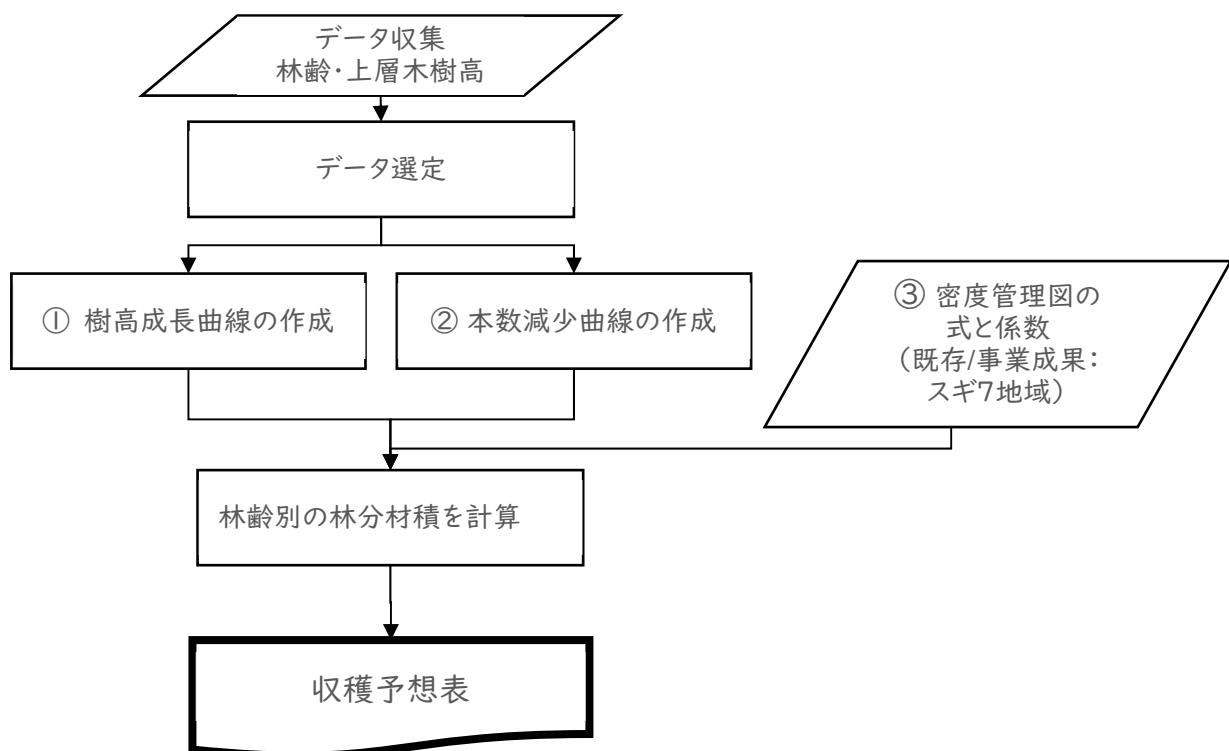 データ収集
林齢・上層木樹高
データ選定
① 樹高成長曲線の作成
② 本数減少曲線の作成
③ 密度管理図の
式と係数
（既存/事業成果：
スギ7地域）
林齢別の林分材積を計算
収穫予想表